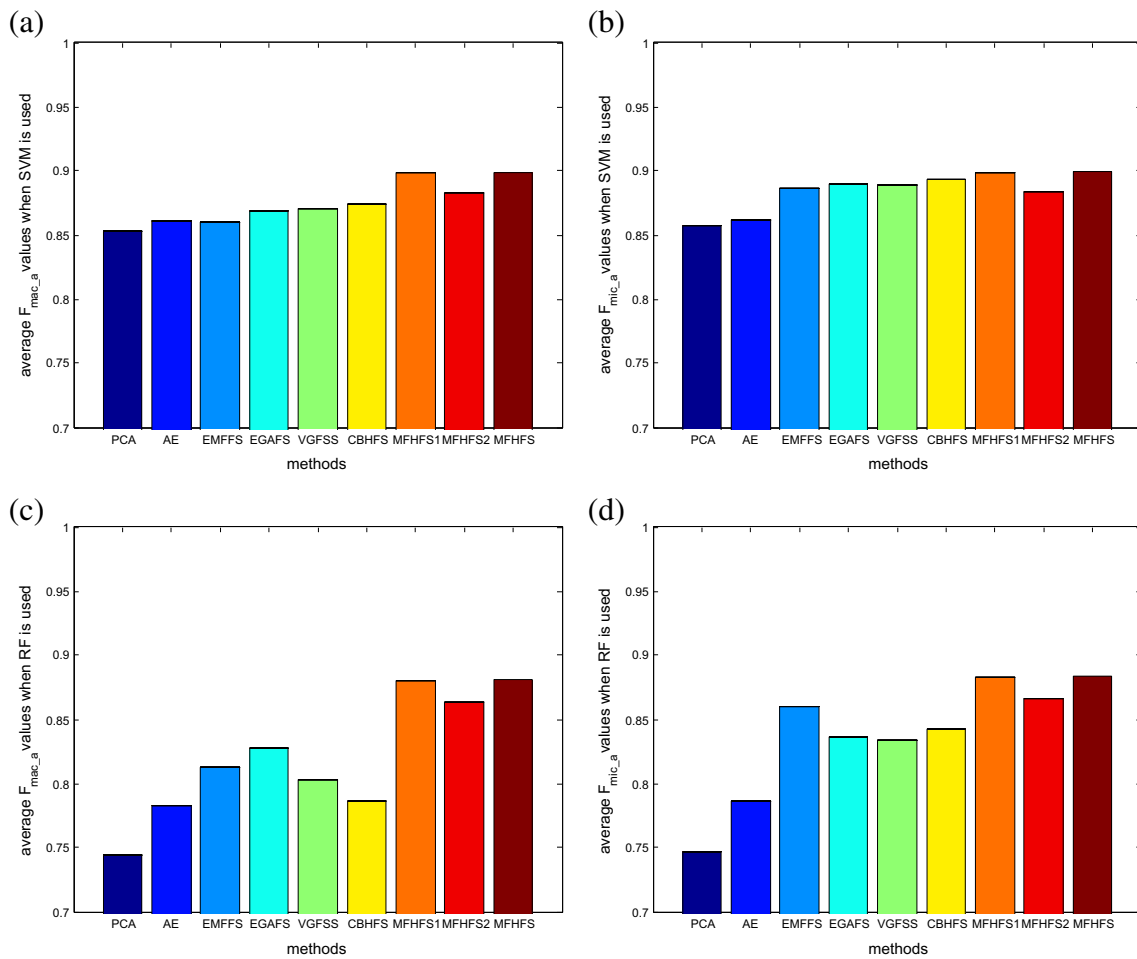 (a)
1
0.95
0.9
0.85
0.8
0.75
0.7
average F_mac_a values when SVM is used
PCA AE EMFFS EGAFS VGFSS CBHFS MFHFS1 MFHFS2 MFHFS
methods
(b)
1
0.95
0.9
0.85
0.8
0.75
0.7
average F_mic_a values when SVM is used
PCA AE EMFFS EGAFS VGFSS CBHFS MFHFS1 MFHFS2 MFHFS
methods
(c)
1
0.95
0.9
0.85
0.8
0.75
0.7
average F_mac_a values when RF is used
PCA AE EMFFS EGAFS VGFSS CBHFS MFHFS1 MFHFS2 MFHFS
methods
(d)
1
0.95
0.9
0.85
0.8
0.75
0.7
average F_mic_a values when RF is used
PCA AE EMFFS EGAFS VGFSS CBHFS MFHFS1 MFHFS2 MFHFS
methods